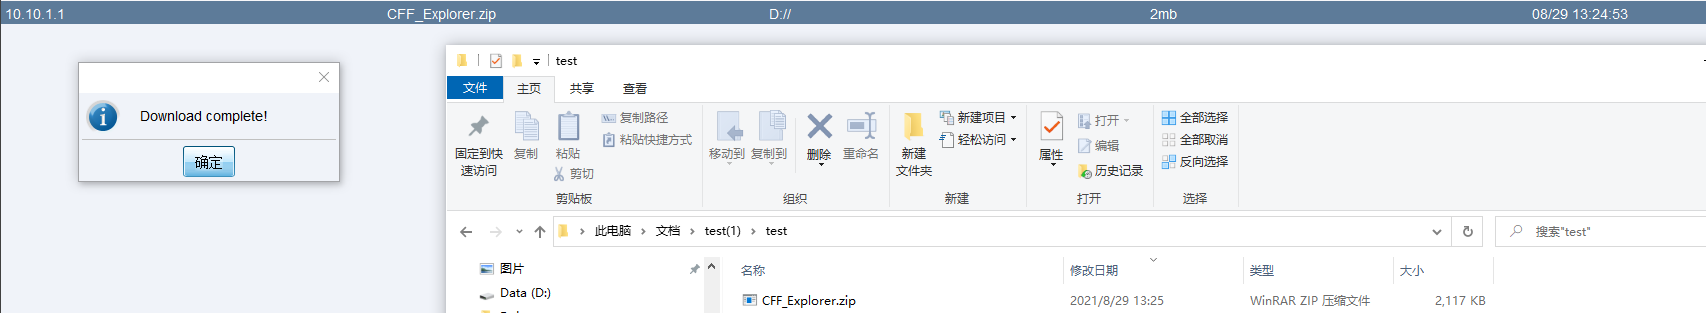 10.10.1.1 CFF_Explorer.zip D:// 2mb 08/29 13:24:53
test
文件 主页 共享 查看
Download complete!
确定
固定到快速访问
复制
粘贴
复制路径
粘贴快捷方式
剪切
剪贴板
移动到 复制到 删除 重命名
组织
新建文件夹
新建项目
轻松访问
新建
属性
打开
编辑
历史记录
打开
全部选择
全部取消
反向选择
选择
此电脑 文档 test(1) test
搜索"test"
图片
Data (D:)
名称 修改日期 类型 大小
CFF_Explorer.zip 2021/8/29 13:25 WinRAR ZIP 压缩文件 2,117 KB